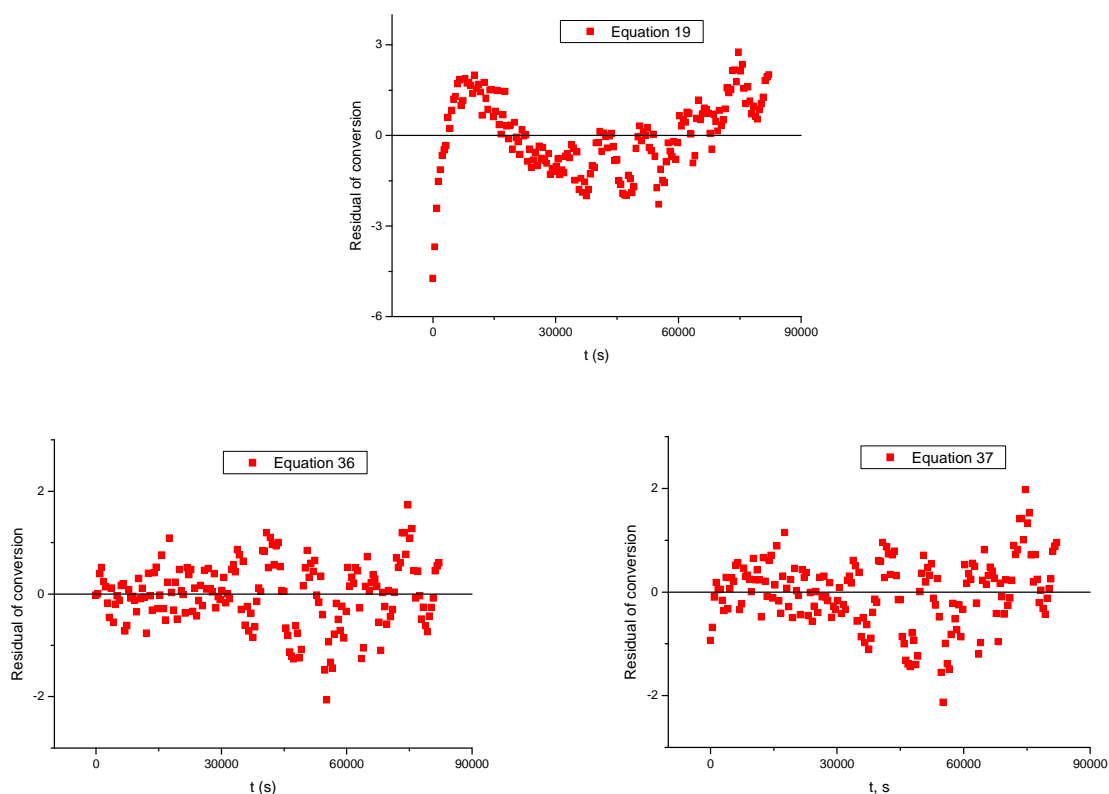 Equation 19
Residual of conversion
3
0
-3
-6
0
30000
60000
90000
t (s)
Equation 36
Residual of conversion
2
0
-2
0
30000
60000
90000
t (s)
Equation 37
Residual of conversion
2
0
-2
0
30000
60000
90000
t, s